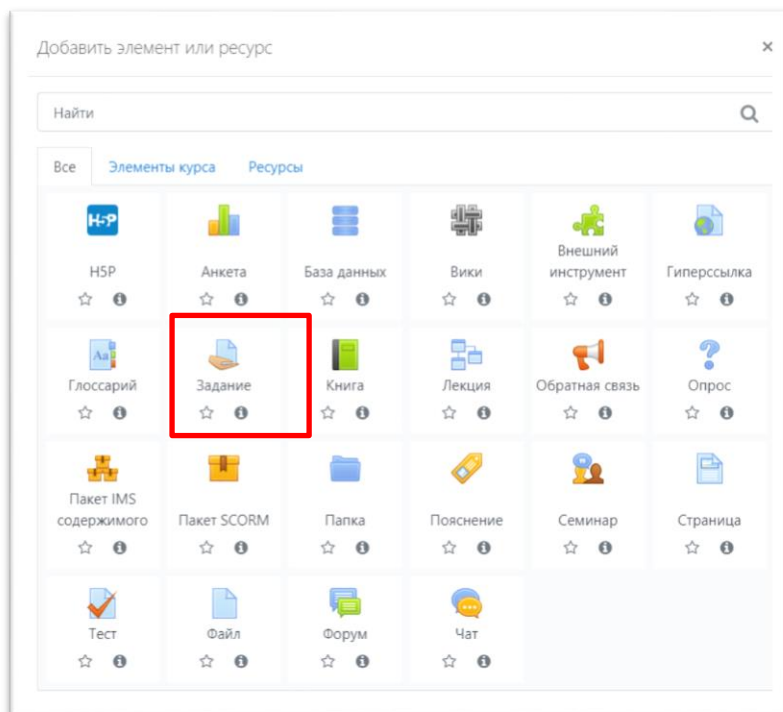 Добавить элемент или ресурс ×
Найти
Все Элементы курса Ресурсы
H5P
H5P Анкета База данных Вики Внешний инструмент Гиперссылка
Aa
Глоссарий Задание Книга Лекция Обратная связь Опрос
Пакет IMS содержимого Пакет SCORM Папка Пояснение Семинар Страница
Тест Файл Форум Чат